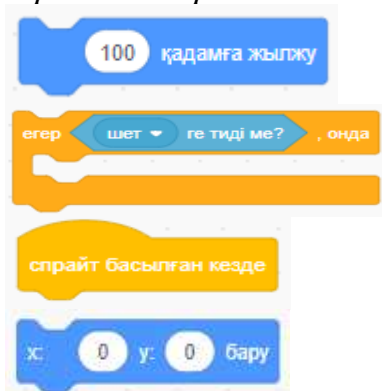 100 қадамға жылжу
егер шет ге тиді ме? , онда
спрайт басылған кезде
x: 0 y: 0 бару